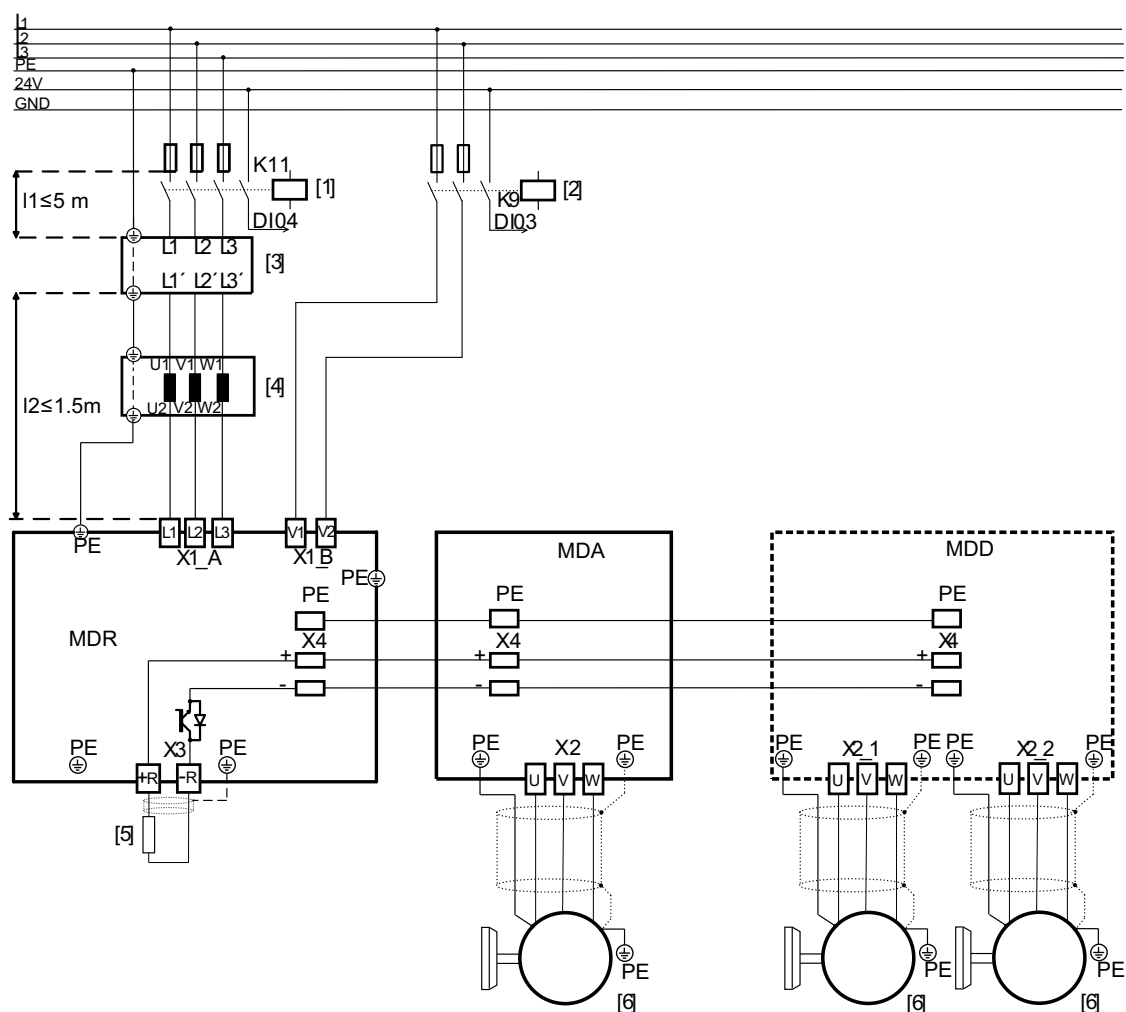 L1
L2
L3
PE
24V
GND
K11
[1]
K9
[2]
l1≤5 m
DI04
DI03
L1 L2 L3
[3]
L1´ L2´ L3´
U1 V1 W1
[4]
U2 V2 W2
l2≤1.5m
L1 L2 L3 V1 V2
PE
X1_A
X1_B
MDA
MDD
PE
PE
PE
PE
MDR
X4
X4
X4
+
+
+
-
-
-
PE
X3
PE
PE
X2
PE
PE
X2_1
PE
PE
X2_2
PE
+R
-R
U V W
U V W
U V W
[5]
PE
PE
PE
[6]
[6]
[6]